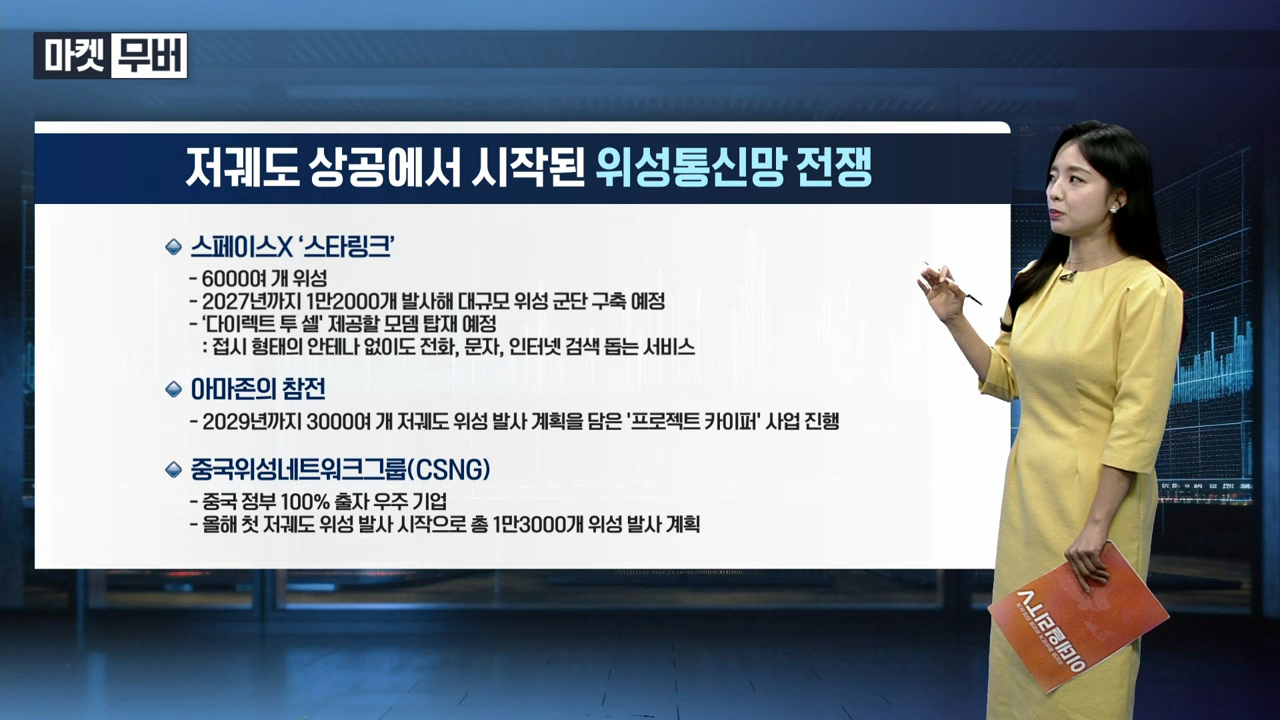 마켓무버
저궤도 상공에서 시작된 위성통신망 전쟁
스페이스X ‘스타링크’
- 6000여 개 위성
- 2027년까지 1만2000개 발사해 대규모 위성 군단 구축 예정
- ‘다이렉트 투 셀’ 제공할 모뎀 탑재 예정
: 접시 형태의 안테나 없이도 전화, 문자, 인터넷 검색 돕는 서비스
아마존의 참전
- 2029년까지 3000여 개 저궤도 위성 발사 계획을 담은 '프로젝트 카이퍼' 사업 진행
중국위성네트워크그룹(CSNG)
- 중국 정부 100% 출자 우주 기업
- 올해 첫 저궤도 위성 발사 시작으로 총 1만3000개 위성 발사 계획
이데일리TV